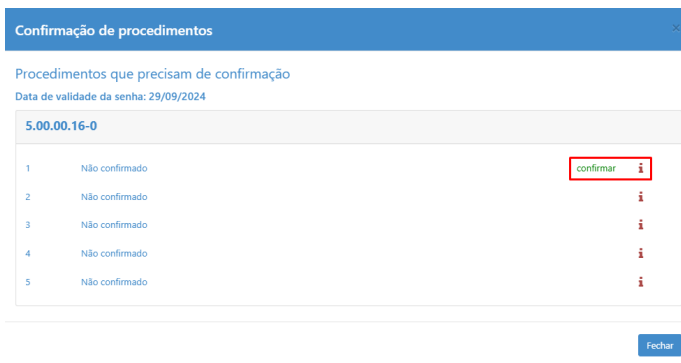 Confirmação de procedimentos ×
Procedimentos que precisam de confirmação
Data de validade da senha: 29/09/2024
5.00.00.16-0
1 Não confirmado confirmar i
2 Não confirmado i
3 Não confirmado i
4 Não confirmado i
5 Não confirmado i
Fechar